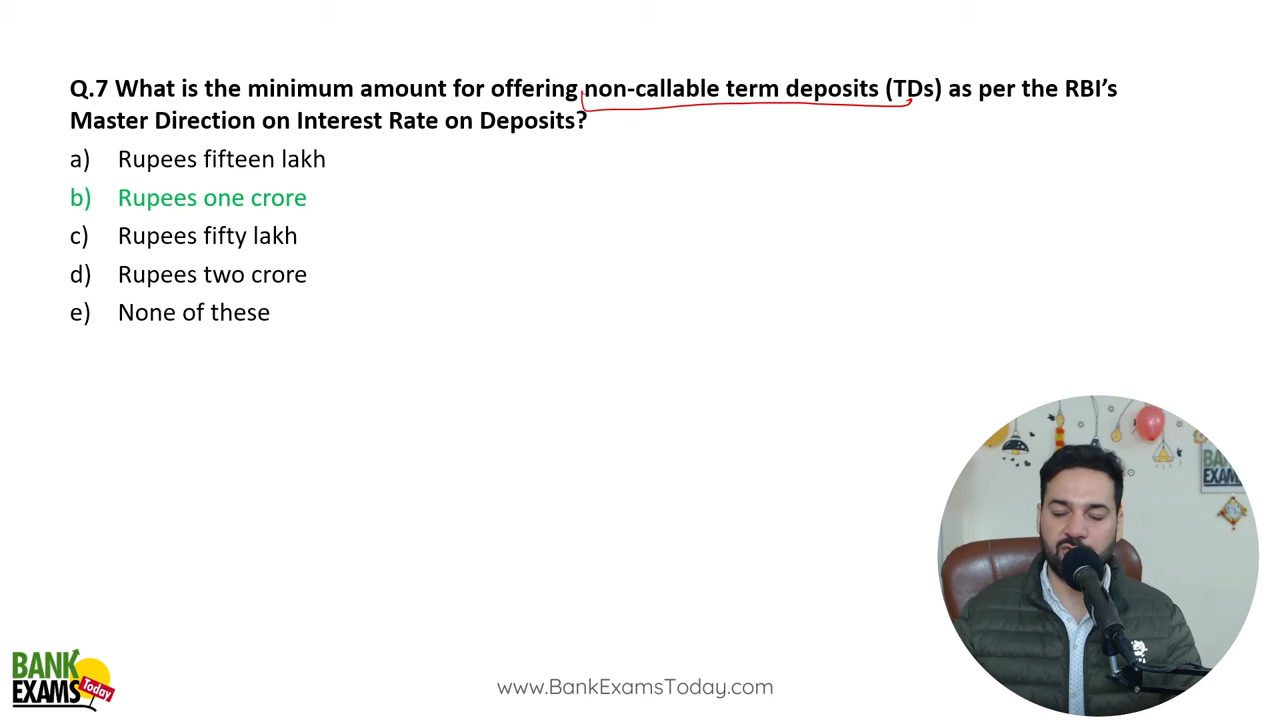 Q.7 What is the minimum amount for offering non-callable term deposits (TDs) as per the RBI’s
Master Direction on Interest Rate on Deposits?
a) Rupees fifteen lakh
b) Rupees one crore
c) Rupees fifty lakh
d) Rupees two crore
e) None of these
BANK
EXAM
BANK
EXAMS
Today
www.BankExamsToday.com